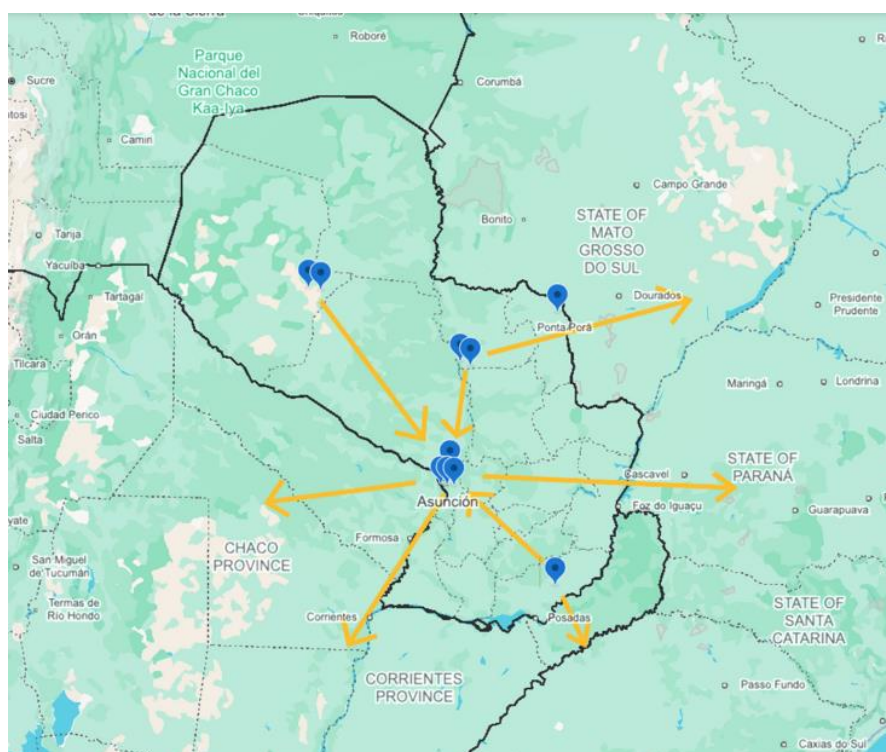 Roboré
Parque
Nacional del
Gran Chaco
Kaa-Iya
Sucre
Corumbá
Camiri
Campo Grande
Bonito
STATE OF
MATO
GROSSO
DO SUL
Tarija
Yacuiba
Tartagal
Dourados
Presidente
Prudente
Ponta Porã
Orán
Tilcara
Maringá
Londrina
Ciudad Perico
Salta
STATE OF
PARANÁ
Cascavel
Asunción
Foz do Iguaçu
Guarapuava
Formosa
CHACO
PROVINCE
San Miguel
de Tucumán
Termas de
Río Hondo
Corrientes
Posadas
STATE OF
SANTA
CATARINA
CORRIENTES
PROVINCE
Passo Fundo
Caxias do Sul